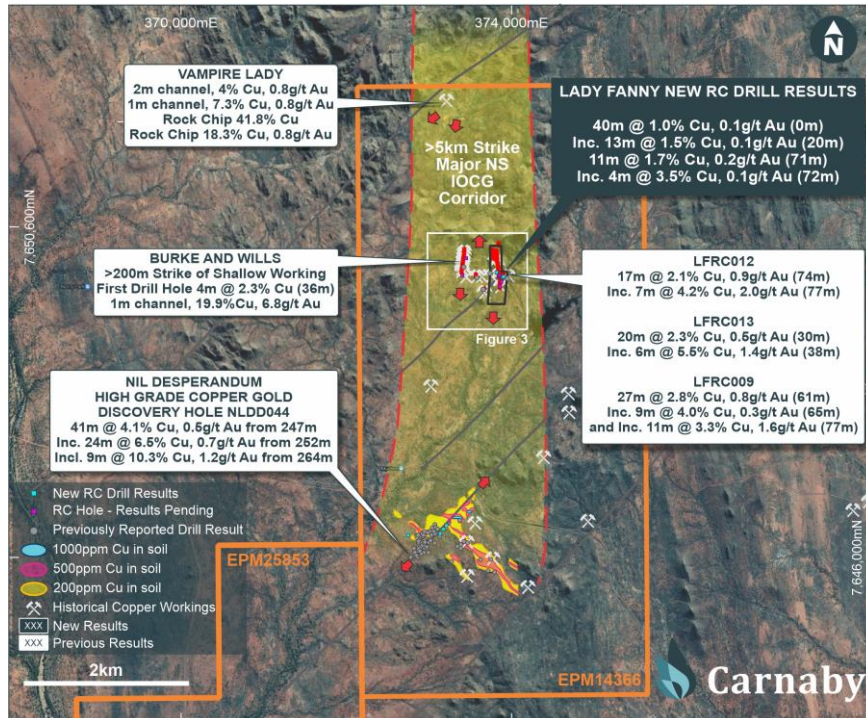 370,000mE
374,000mE
N
VAMPIRE LADY
2m channel, 4% Cu, 0.8g/t Au
1m channel, 7.3% Cu, 0.8g/t Au
Rock Chip 41.8% Cu
Rock Chip 18.3% Cu, 0.8g/t Au
LADY FANNY NEW RC DRILL RESULTS
40m @ 1.0% Cu, 0.1g/t Au (0m)
Inc. 13m @ 1.5% Cu, 0.1g/t Au (20m)
11m @ 1.7% Cu, 0.2g/t Au (71m)
Inc. 4m @ 3.5% Cu, 0.1g/t Au (72m)
>5km Strike
Major NS
IOCG
Corridor
7,650,600mN
BURKE AND WILLS
>200m Strike of Shallow Working
First Drill Hole 4m @ 2.3% Cu (36m)
1m channel, 19.9%Cu, 6.8g/t Au
Figure 3
LFRC012
17m @ 2.1% Cu, 0.9g/t Au (74m)
Inc. 7m @ 4.2% Cu, 2.0g/t Au (77m)
LFRC013
20m @ 2.3% Cu, 0.5g/t Au (30m)
Inc. 6m @ 5.5% Cu, 1.4g/t Au (38m)
LFRC009
27m @ 2.8% Cu, 0.8g/t Au (61m)
Inc. 9m @ 4.0% Cu, 0.3g/t Au (65m)
and Inc. 11m @ 3.3% Cu, 1.6g/t Au (77m)
NIL DESPERANDUM
HIGH GRADE COPPER GOLD
DISCOVERY HOLE NLDD044
41m @ 4.1% Cu, 0.5g/t Au from 247m
Inc. 24m @ 6.5% Cu, 0.7g/t Au from 252m
Incl. 9m @ 10.3% Cu, 1.2g/t Au from 264m
7,646,000mN
New RC Drill Results
RC Hole - Results Pending
Previously Reported Drill Result
1000ppm Cu in soil
500ppm Cu in soil
200ppm Cu in soil
Historical Copper Workings
XXX New Results
XXX Previous Results
2km
EPM25853
EPM14366
Carnaby